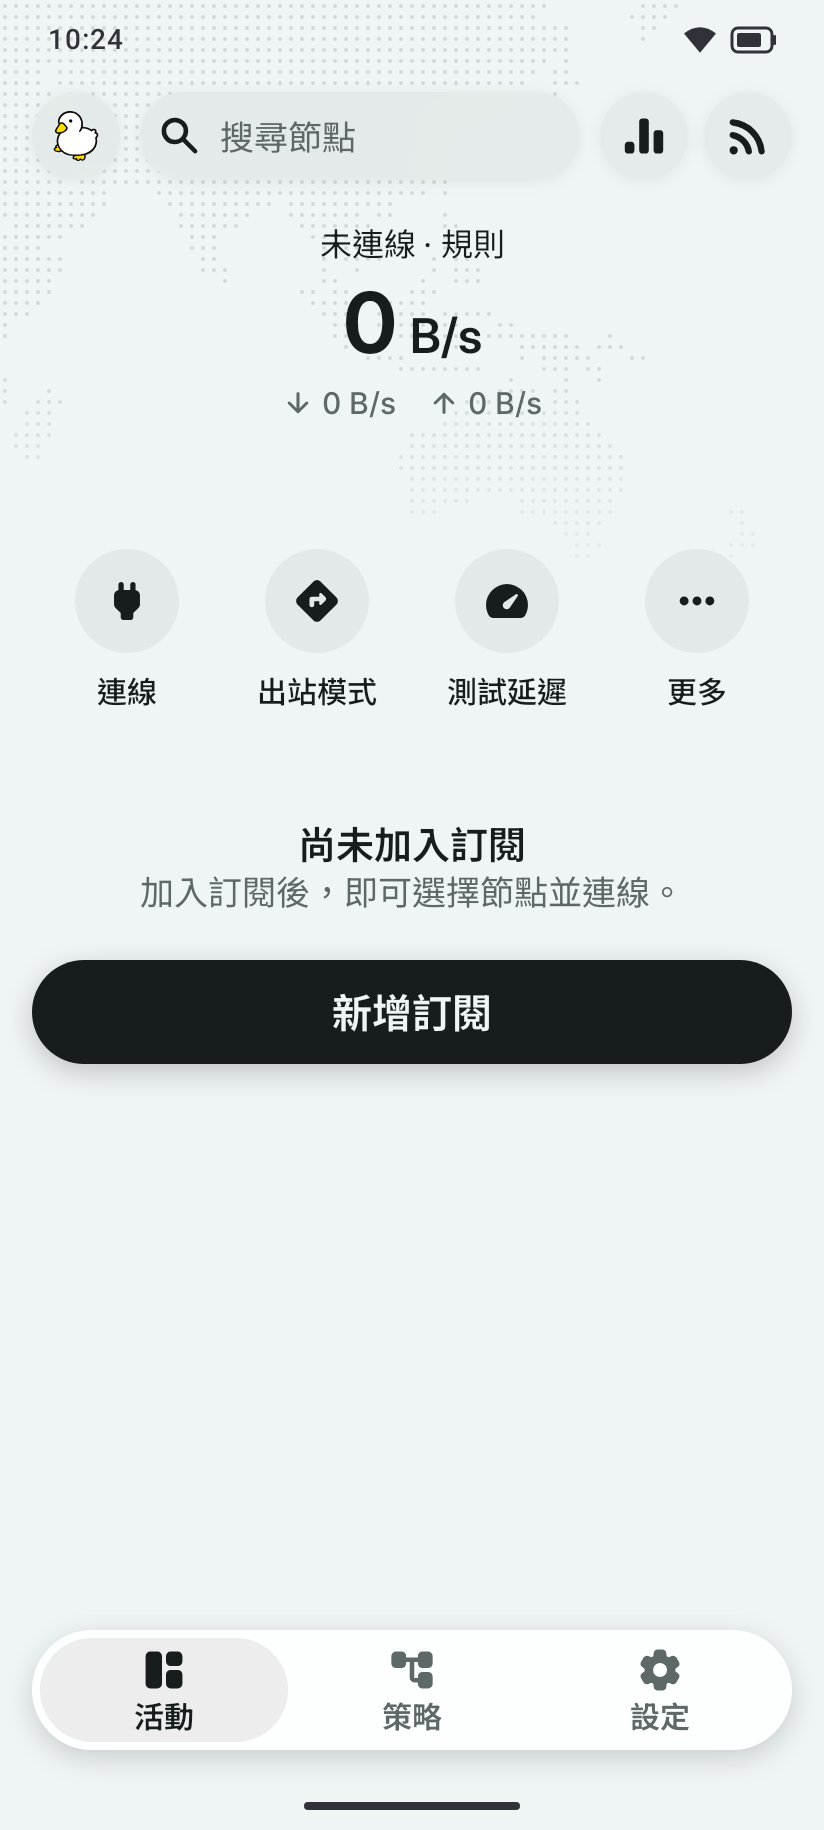 10:24
搜尋節點
未連線 · 規則
0 B/s
↓ 0 B/s ↑ 0 B/s
連線 出站模式 測試延遲 更多
尚未加入訂閱
加入訂閱後，即可選擇節點並連線。
新增訂閱
活動 策略 設定